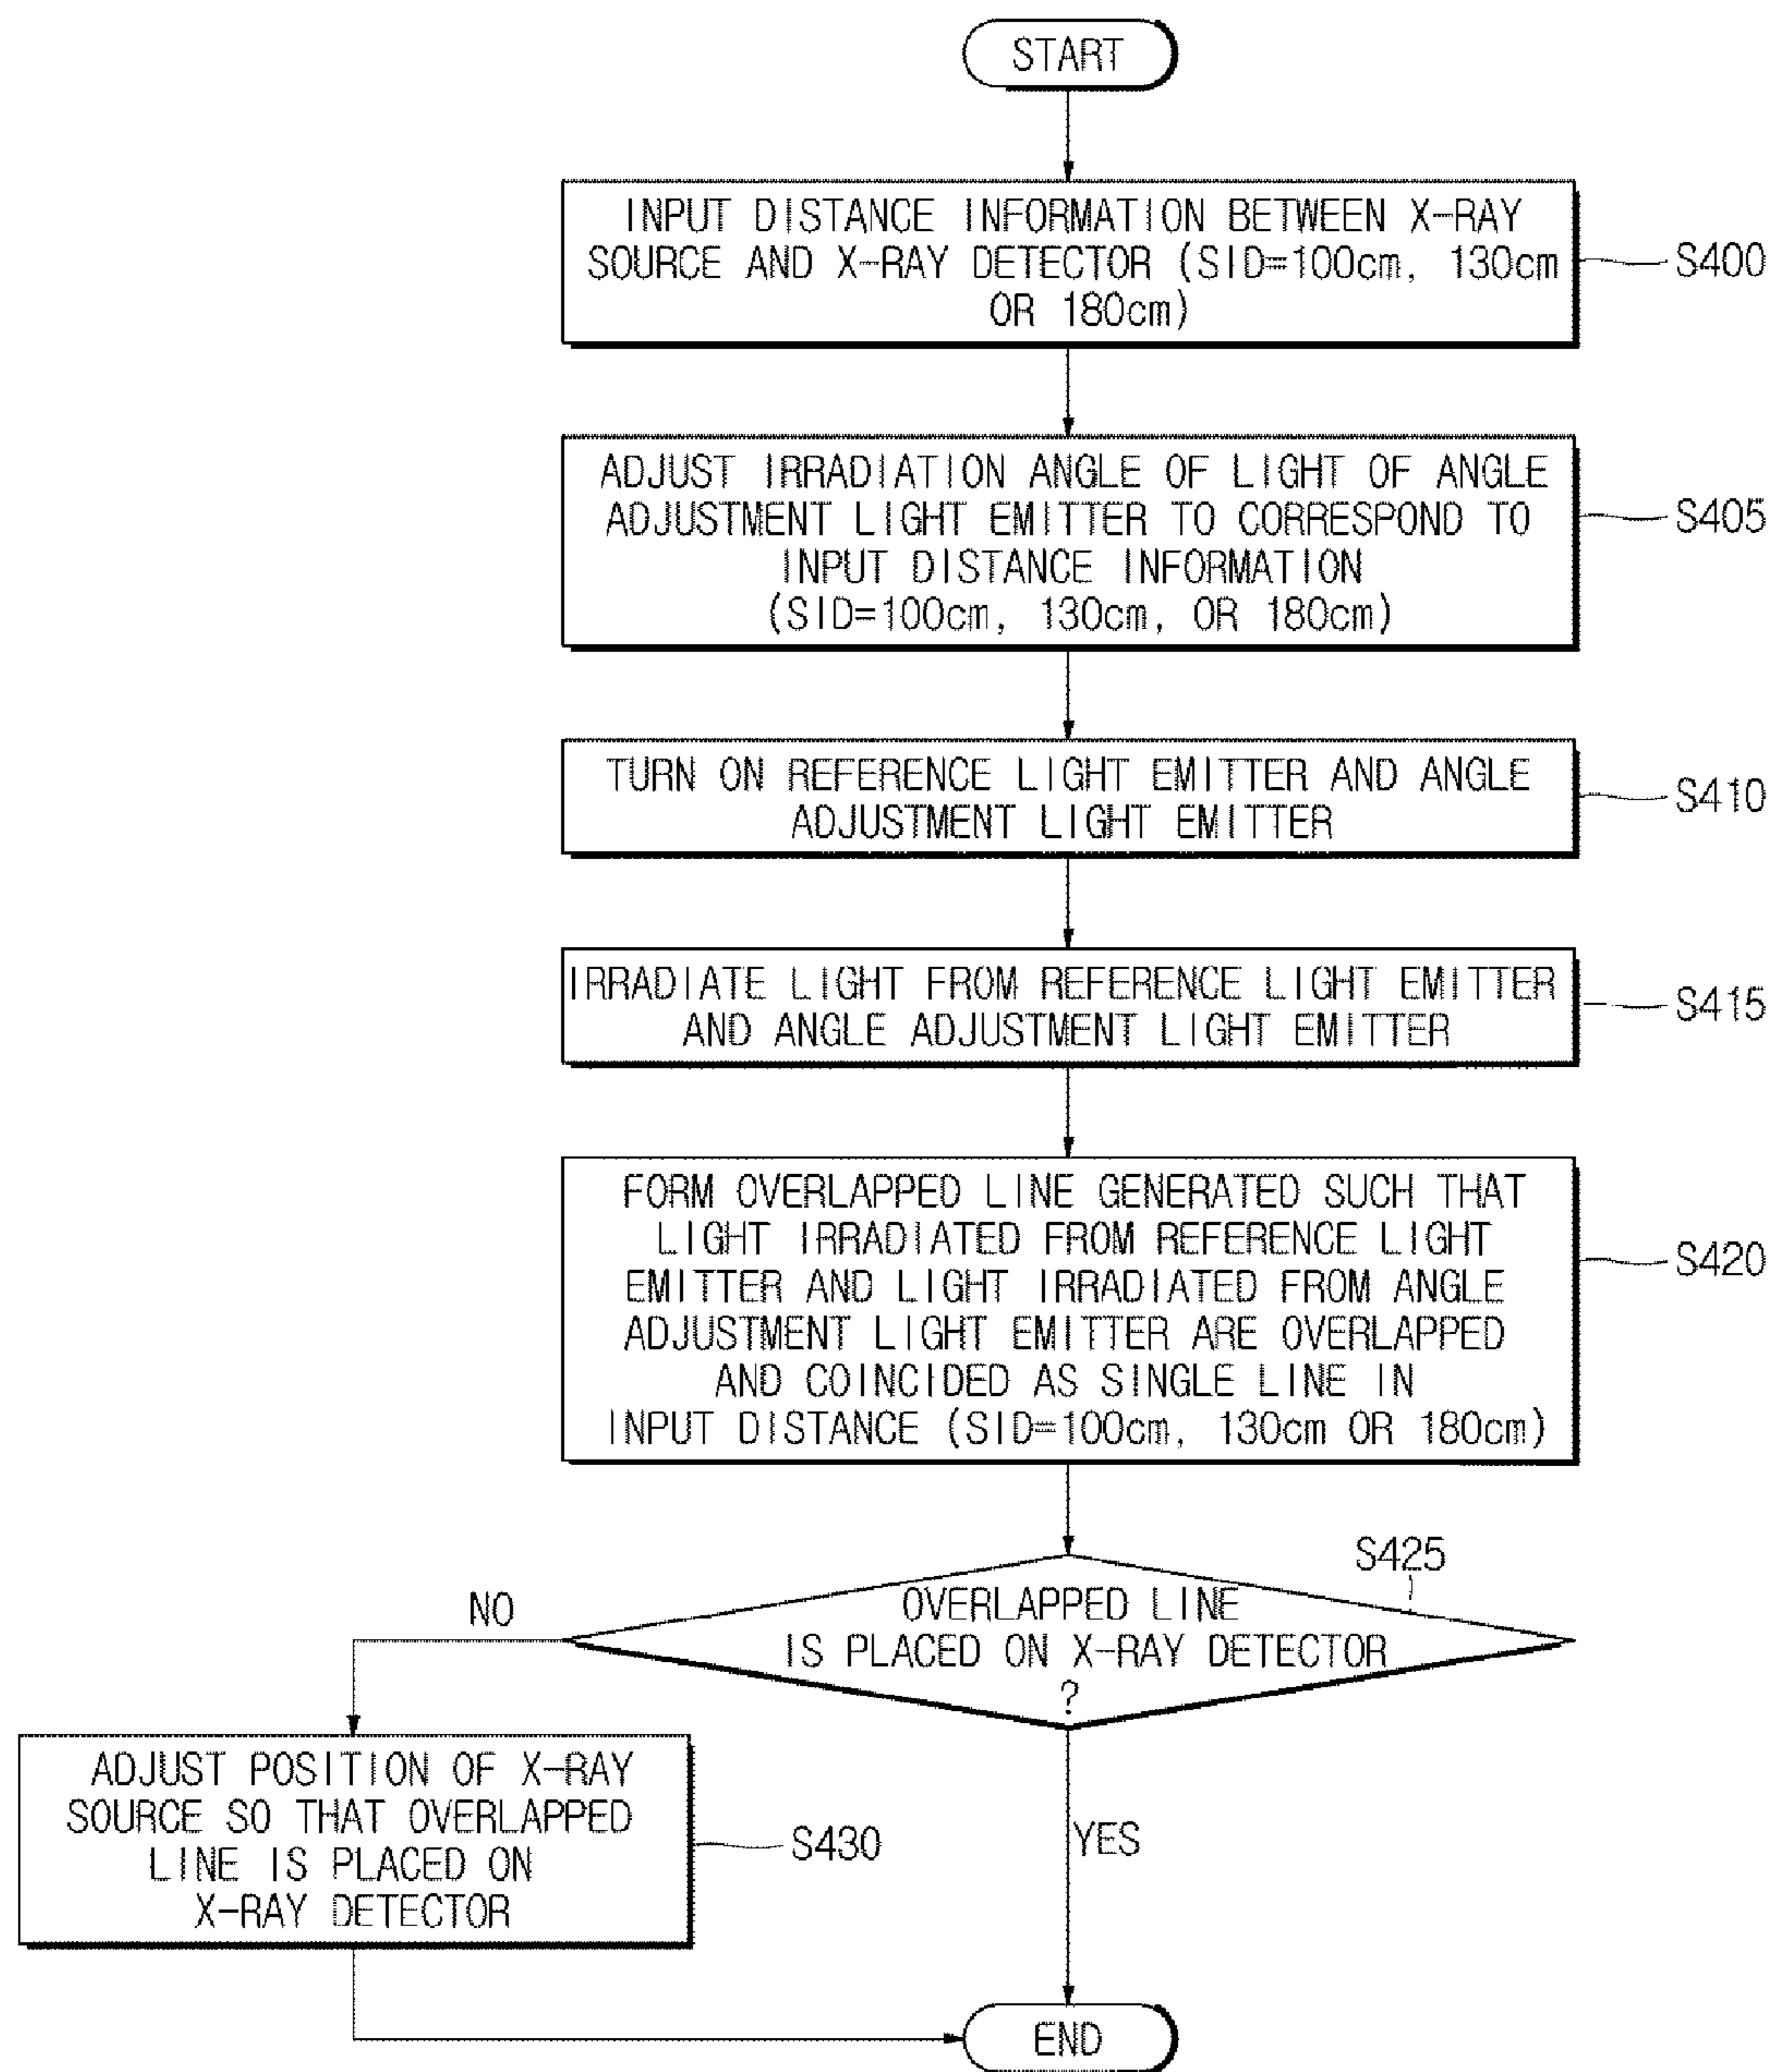 START
INPUT DISTANCE INFORMATION BETWEEN X-RAY
SOURCE AND X-RAY DETECTOR (SID=100cm, 130cm
OR 180cm)
S400
ADJUST IRRADIATION ANGLE OF LIGHT OF ANGLE
ADJUSTMENT LIGHT EMITTER TO CORRESPOND TO
INPUT DISTANCE INFORMATION
(SID=100cm, 130cm, OR 180cm)
S405
TURN ON REFERENCE LIGHT EMITTER AND ANGLE
ADJUSTMENT LIGHT EMITTER
S410
IRRADIATE LIGHT FROM REFERENCE LIGHT EMITTER
AND ANGLE ADJUSTMENT LIGHT EMITTER
S415
FORM OVERLAPPED LINE GENERATED SUCH THAT
LIGHT IRRADIATED FROM REFERENCE LIGHT
EMITTER AND LIGHT IRRADIATED FROM ANGLE
ADJUSTMENT LIGHT EMITTER ARE OVERLAPPED
AND COINCIDED AS SINGLE LINE IN
INPUT DISTANCE (SID=100cm, 130cm OR 180cm)
S420
S425
OVERLAPPED LINE
IS PLACED ON X-RAY DETECTOR
?
NO
ADJUST POSITION OF X-RAY
SOURCE SO THAT OVERLAPPED
LINE IS PLACED ON
X-RAY DETECTOR
S430
YES
END